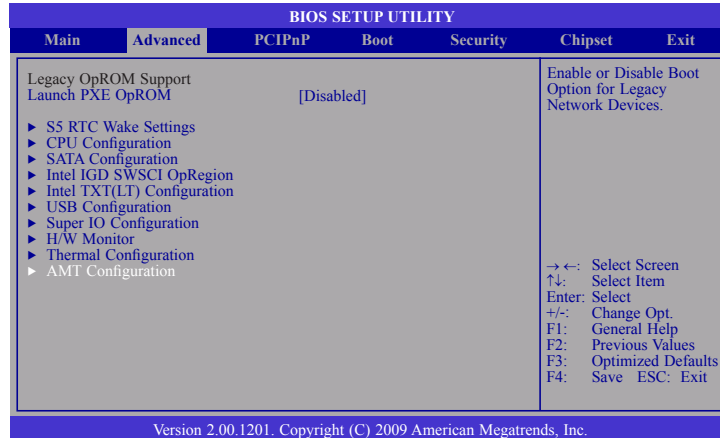 BIOS SETUP UTILITY
Main Advanced PCIPnP Boot Security Chipset Exit
Legacy OpROM Support
Launch PXE OpROM [Disabled]
► S5 RTC Wake Settings
► CPU Configuration
► SATA Configuration
► Intel IGD SWSCI OpRegion
► Intel TXT(LT) Configuration
► USB Configuration
► Super IO Configuration
► H/W Monitor
► Thermal Configuration
► AMT Configuration
Enable or Disable Boot
Option for Legacy
Network Devices.
→←: Select Screen
↑↓: Select Item
Enter: Select
+/-: Change Opt.
F1: General Help
F2: Previous Values
F3: Optimized Defaults
F4: Save ESC: Exit
Version 2.00.1201. Copyright (C) 2009 American Megatrends, Inc.